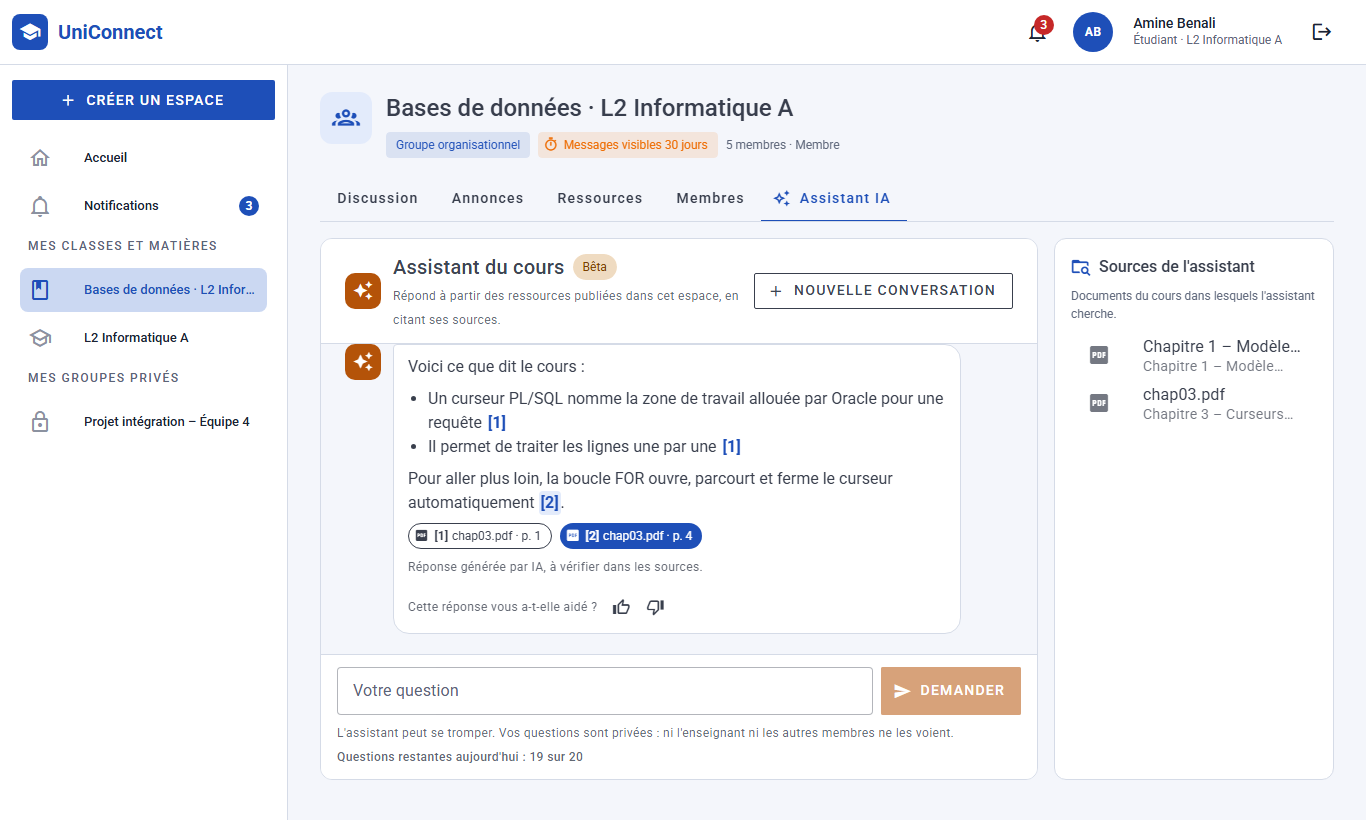 UniConnect
3
AB
Amine Benali
Étudiant · L2 Informatique A
CRÉER UN ESPACE
Accueil
Notifications
3
MES CLASSES ET MATIÈRES
Bases de données · L2 Infor...
L2 Informatique A
MES GROUPES PRIVÉS
Projet intégration – Équipe 4
Bases de données · L2 Informatique A
Groupe organisationnel
Messages visibles 30 jours
5 membres · Membre
Discussion
Annonces
Ressources
Membres
Assistant IA
Assistant du cours
Bêta
Répond à partir des ressources publiées dans cet espace, en
citant ses sources.
NOUVELLE CONVERSATION
Voici ce que dit le cours :
• Un curseur PL/SQL nomme la zone de travail allouée par Oracle pour une
requête [1]
• Il permet de traiter les lignes une par une [1]
Pour aller plus loin, la boucle FOR ouvre, parcourt et ferme le curseur
automatiquement [2].
PDF [1] chap03.pdf · p. 1
PDF [2] chap03.pdf · p. 4
Réponse générée par IA, à vérifier dans les sources.
Cette réponse vous a-t-elle aidé ?
Votre question
DEMANDER
L'assistant peut se tromper. Vos questions sont privées : ni l'enseignant ni les autres membres ne les voient.
Questions restantes aujourd'hui : 19 sur 20
Sources de l'assistant
Documents du cours dans lesquels l'assistant
cherche.
PDF
Chapitre 1 – Modèle...
Chapitre 1 – Modèle...
PDF
chap03.pdf
Chapitre 3 – Curseurs...